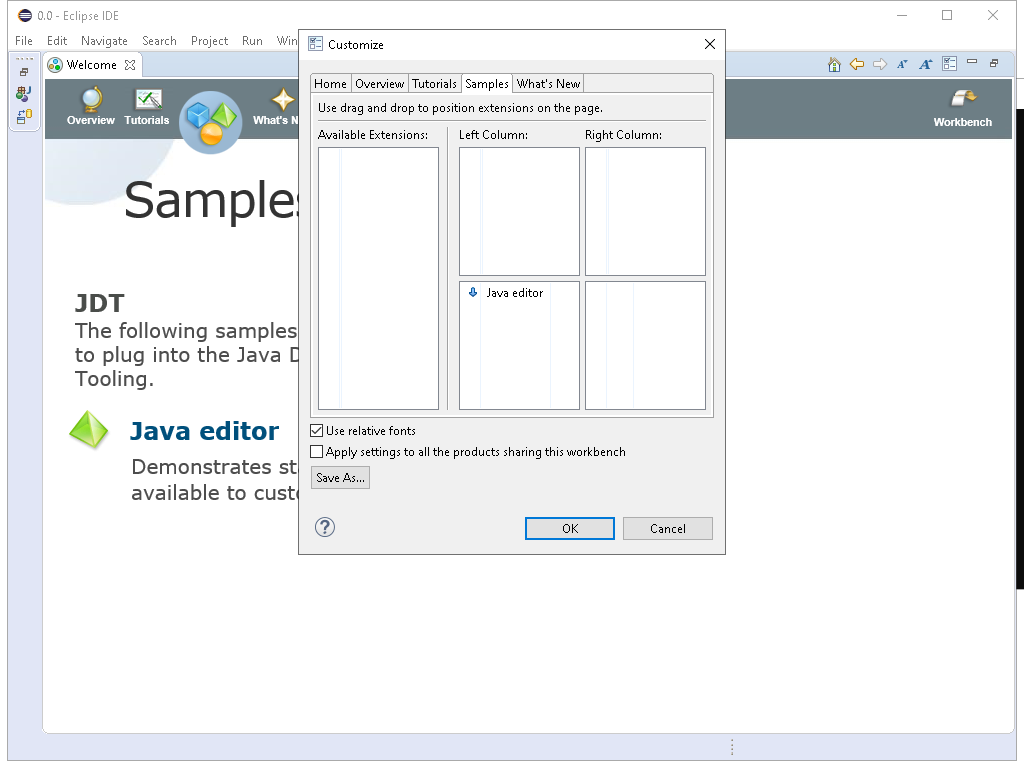 0.0 - Eclipse IDE
File Edit Navigate Search Project Run
Customize
Welcome
Home Overview Tutorials Samples What's New
Use drag and drop to position extensions on the page.
Overview Tutorials What's N
Workbench
Available Extensions: Left Column: Right Column:
Samples
Java editor
JDT
The following samples
to plug into the Java D
Tooling.
Use relative fonts
Java editor
Apply settings to all the products sharing this workbench
Demonstrates st
available to custo
Save As...
OK Cancel